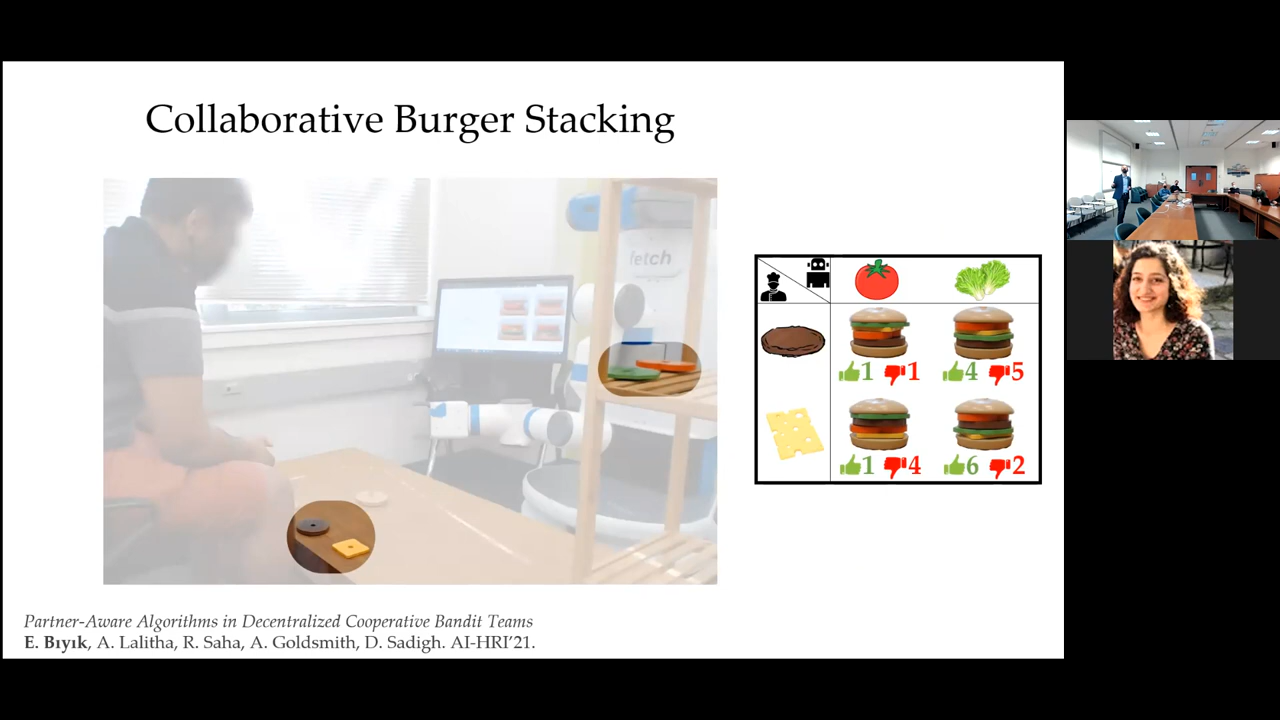 Collaborative Burger Stacking
fetch
1 1 4 5
1 4 6 2
Partner-Aware Algorithms in Decentralized Cooperative Bandit Teams
E. Bıyık, A. Lalitha, R. Saha, A. Goldsmith, D. Sadigh. AI-HRI'21.